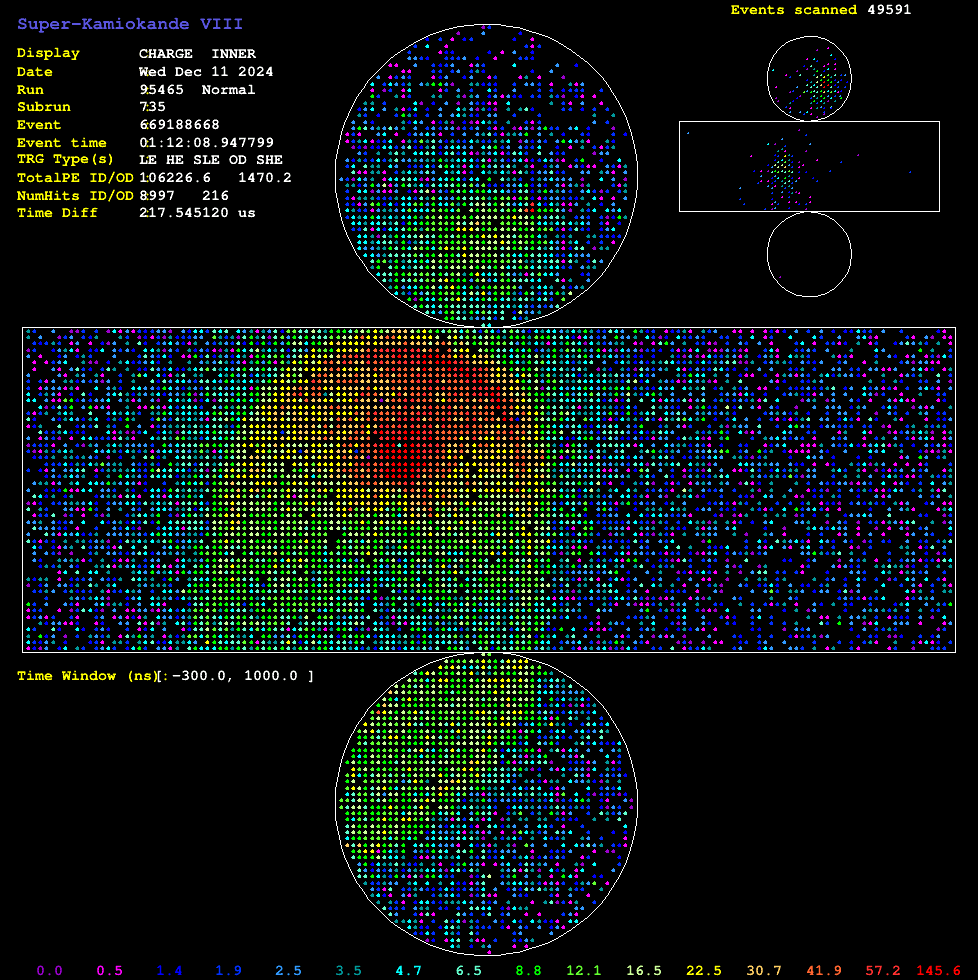 Super-Kamiokande VIII
Events scanned 49591
Display CHARGE INNER
Date Wed Dec 11 2024
Run 95465 Normal
Subrun 735
Event 669188668
Event time 01:12:08.947799
TRG Type(s) LE HE SLE OD SHE
TotalPE ID/OD 106226.6 1470.2
NumHits ID/OD 8997 216
Time Diff 217.545120 us
Time Window (ns)[:-300.0, 1000.0 ]
0.0 0.5 1.4 1.9 2.5 3.5 4.7 6.5 8.8 12.1 16.5 22.5 30.7 41.9 57.2 145.6